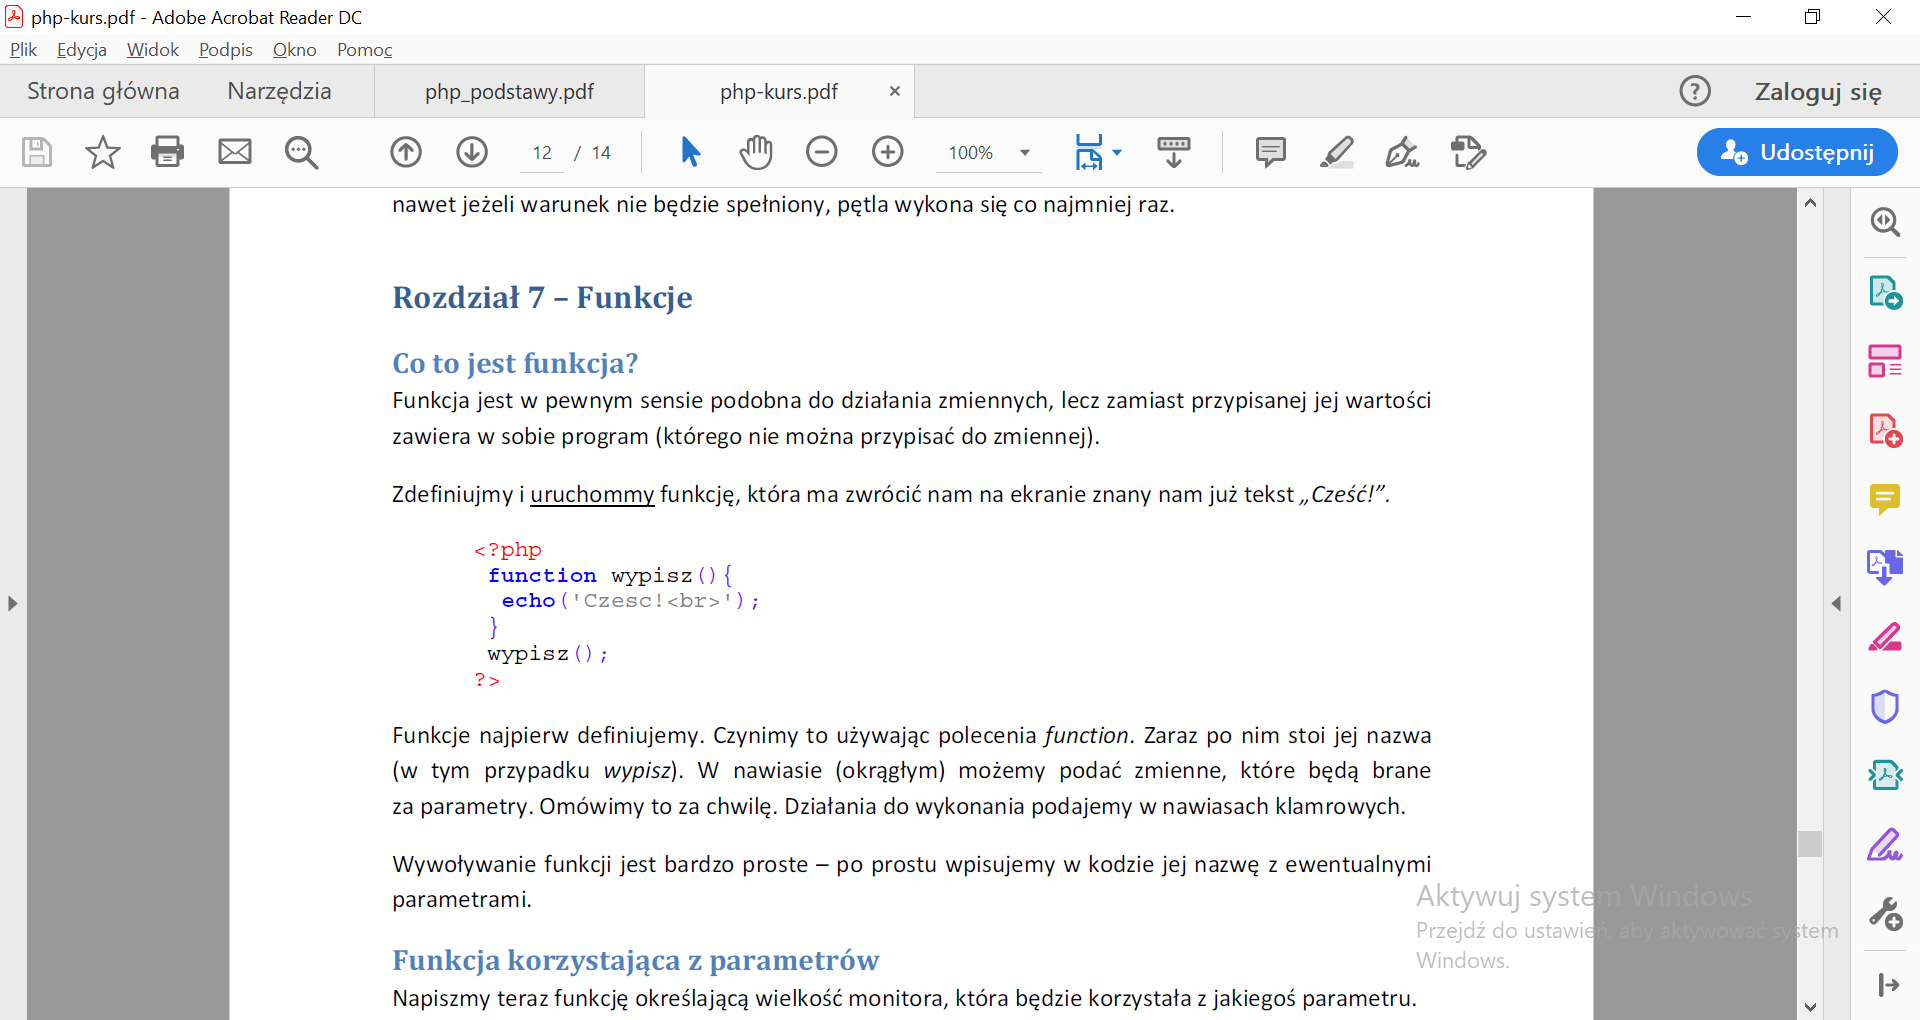 php-kurs.pdf - Adobe Acrobat Reader DC
Plik Edycja Widok Podpis Okno Pomoc
Strona główna Narzędzia php_podstawy.pdf php-kurs.pdf × ? Zaloguj się
12 / 14 100% Udostępnij
nawet jeżeli warunek nie będzie spełniony, pętla wykona się co najmniej raz.
Rozdział 7 – Funkcje
Co to jest funkcja?
Funkcja jest w pewnym sensie podobna do działania zmiennych, lecz zamiast przypisanej jej wartości
zawiera w sobie program (którego nie można przypisać do zmiennej).
Zdefiniujmy i uruchommy funkcję, która ma zwrócić nam na ekranie znany nam już tekst „Cześć!”.
<?php
function wypisz(){
echo('Czesc!<br>');
}
wypisz();
?>
Funkcje najpierw definiujemy. Czynimy to używając polecenia function. Zaraz po nim stoi jej nazwa
(w tym przypadku wypisz). W nawiasie (okrągłym) możemy podać zmienne, które będą brane
za parametry. Omówimy to za chwilę. Działania do wykonania podajemy w nawiasach klamrowych.
Wywoływanie funkcji jest bardzo proste – po prostu wpisujemy w kodzie jej nazwę z ewentualnymi
parametrami.
Aktywuj system Windows
Przejdź do ustawień, aby aktywować system
Windows.
Funkcja korzystająca z parametrów
Napiszmy teraz funkcję określającą wielkość monitora, która będzie korzystała z jakiegoś parametru.